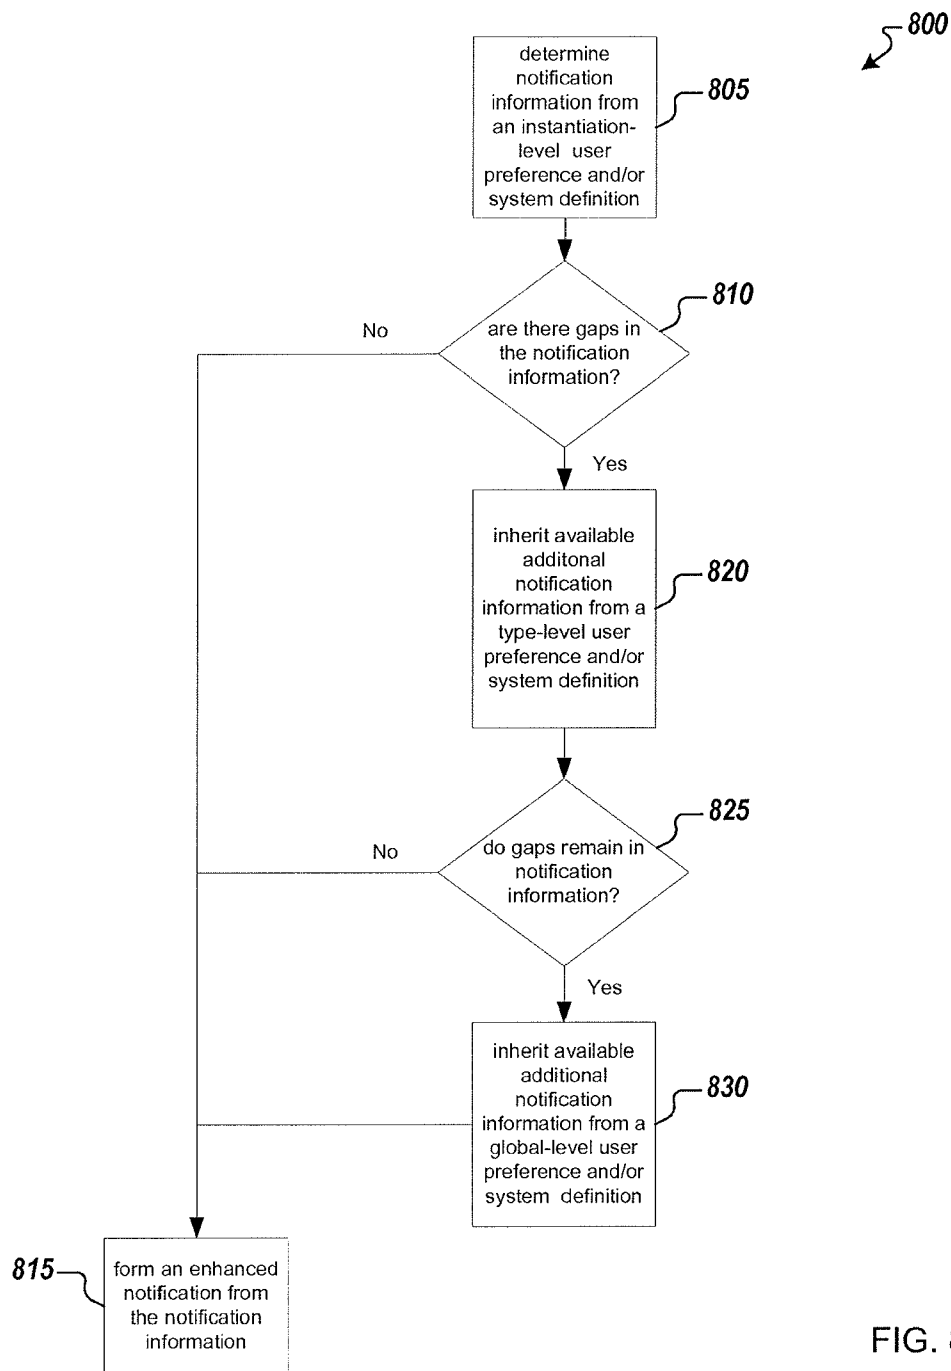 800
determine
notification
information from
an instantiation-
level user
preference and/or
system definition
805
810
are there gaps in
the notification
information?
No
Yes
inherit available
additonal
notification
information from a
type-level user
preference and/or
system definition
820
825
do gaps remain in
notification
information?
No
Yes
inherit available
additional
notification
information from a
global-level user
preference and/or
system definition
830
815
form an enhanced
notification from
the notification
information
FIG.